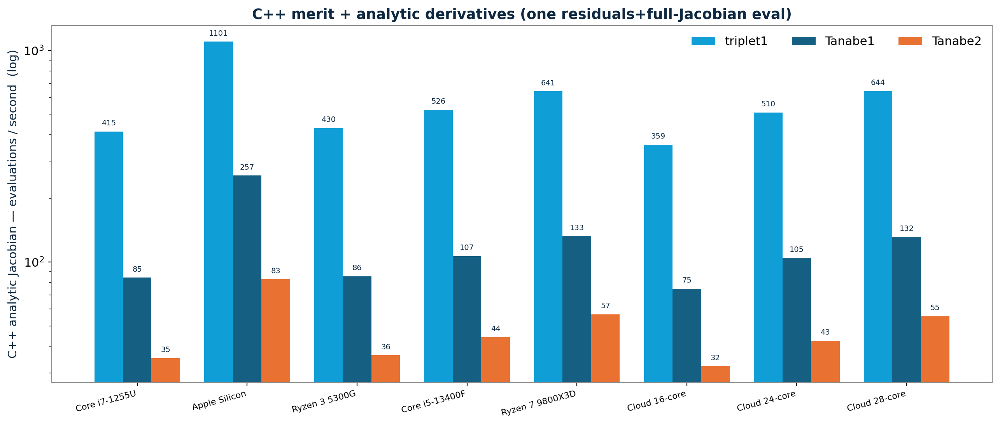 C++ merit + analytic derivatives (one residuals+full-Jacobian eval)
C++ analytic Jacobian — evaluations / second  (log)
10³
10²
triplet1
Tanabe1
Tanabe2
415
85
35
1101
257
83
430
86
36
526
107
44
641
133
57
359
75
32
510
105
43
644
132
55
Core i7-1255U
Apple Silicon
Ryzen 3 5300G
Core i5-13400F
Ryzen 7 9800X3D
Cloud 16-core
Cloud 24-core
Cloud 28-core